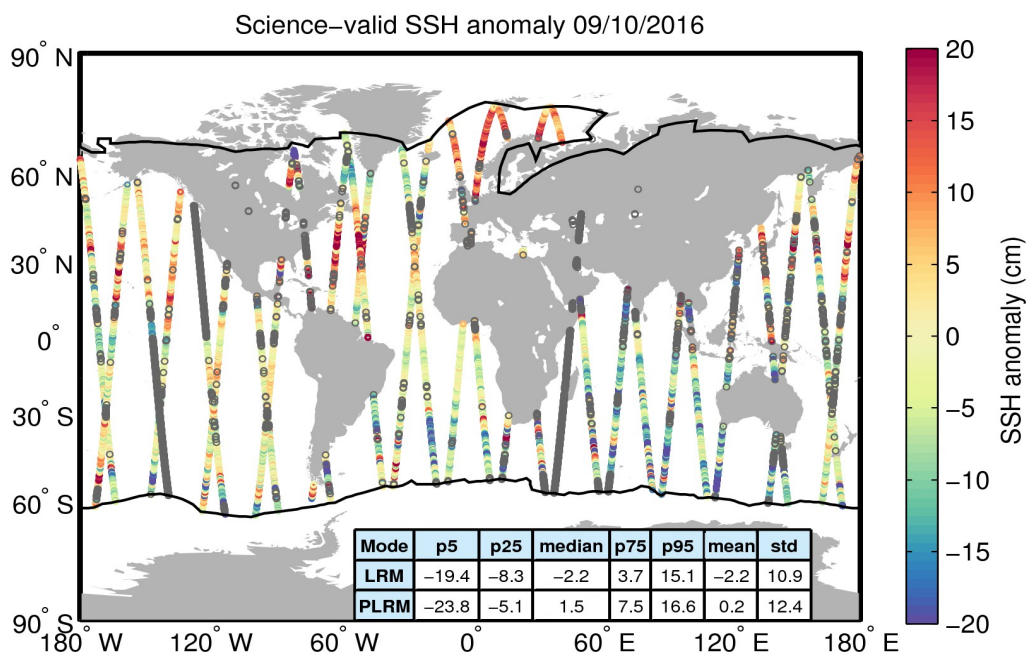 Science−valid SSH anomaly 09/10/2016
90° N
60° N
30° N
0°
30° S
60° S
90° S
180° W
120° W
60° W
0°
60° E
120° E
180° E
Mode p5 p25 median p75 p95 mean std
LRM −19.4 −8.3 −2.2 3.7 15.1 −2.2 10.9
PLRM −23.8 −5.1 1.5 7.5 16.6 0.2 12.4
20
15
10
5
0
−5
−10
−15
−20
SSH anomaly (cm)